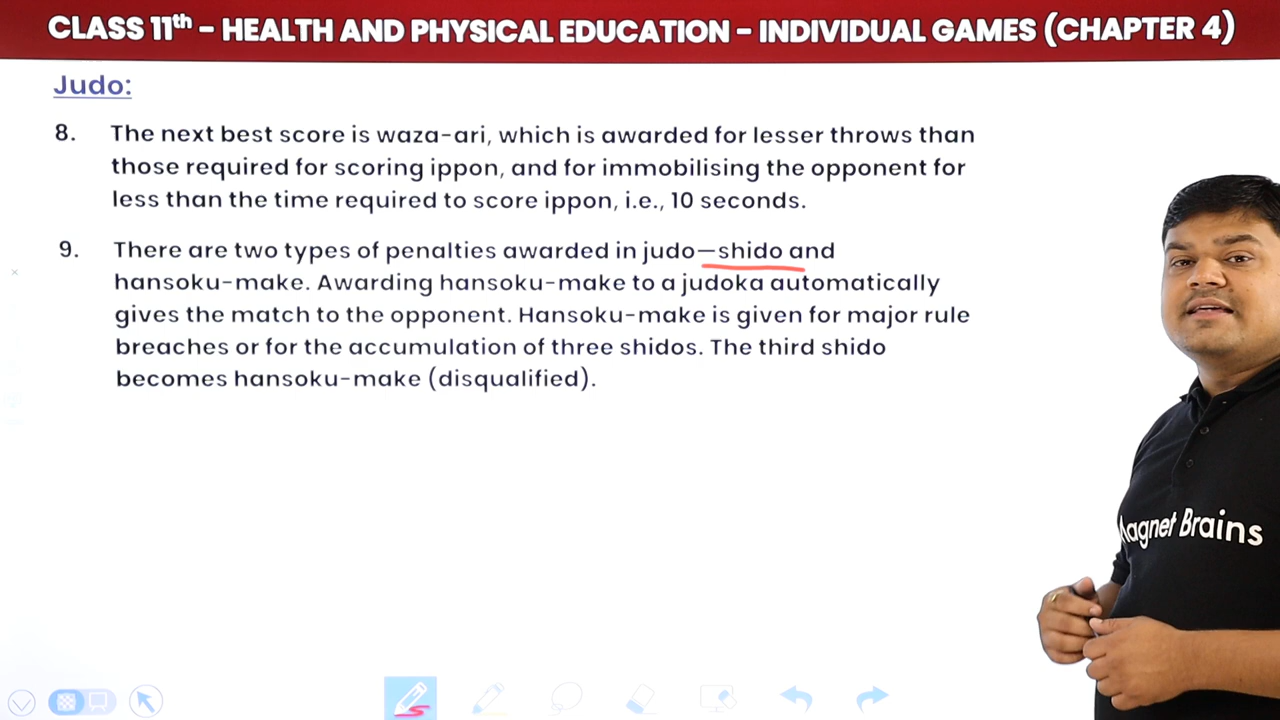 CLASS 11th – HEALTH AND PHYSICAL EDUCATION – INDIVIDUAL GAMES (CHAPTER 4)
Judo:
8. The next best score is waza-ari, which is awarded for lesser throws than
those required for scoring ippon, and for immobilising the opponent for
less than the time required to score ippon, i.e., 10 seconds.
9. There are two types of penalties awarded in judo—shido and
hansoku-make. Awarding hansoku-make to a judoka automatically
gives the match to the opponent. Hansoku-make is given for major rule
breaches or for the accumulation of three shidos. The third shido
becomes hansoku-make (disqualified).
Magnet Brains